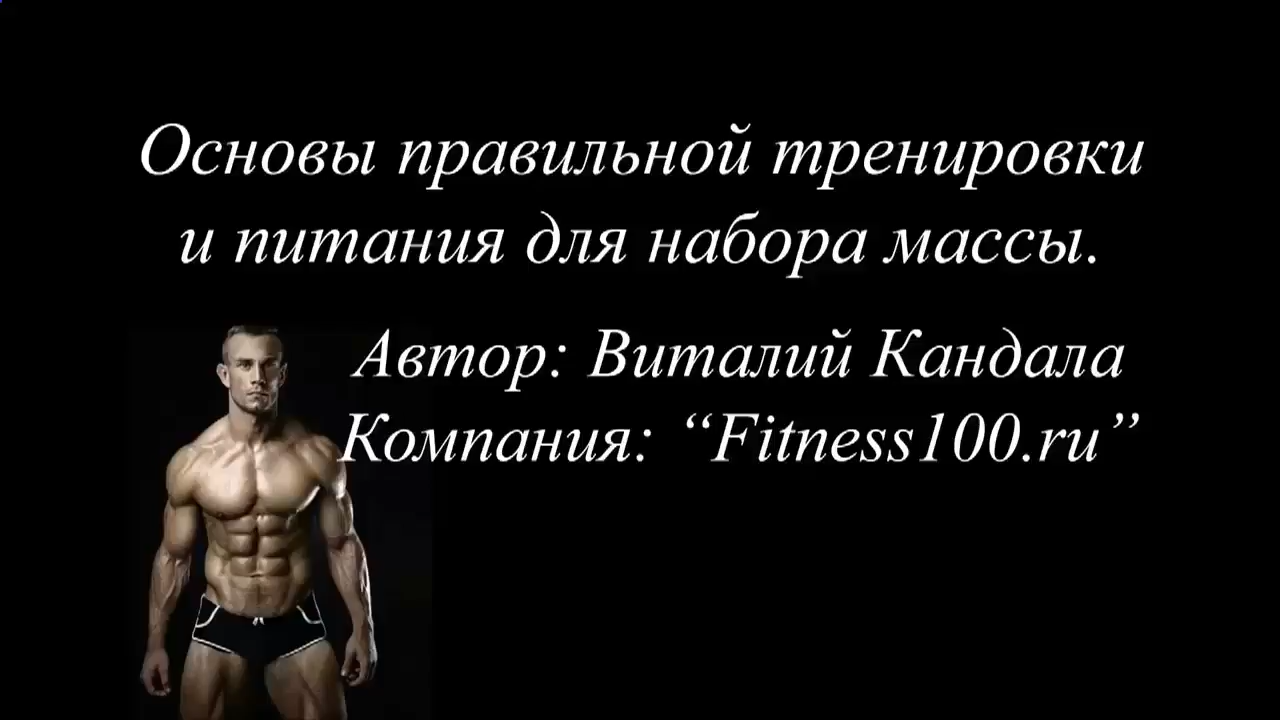 Основы правильной тренировки
и питания для набора массы.
Автор: Виталий Кандала
Компания: “Fitness100.ru”